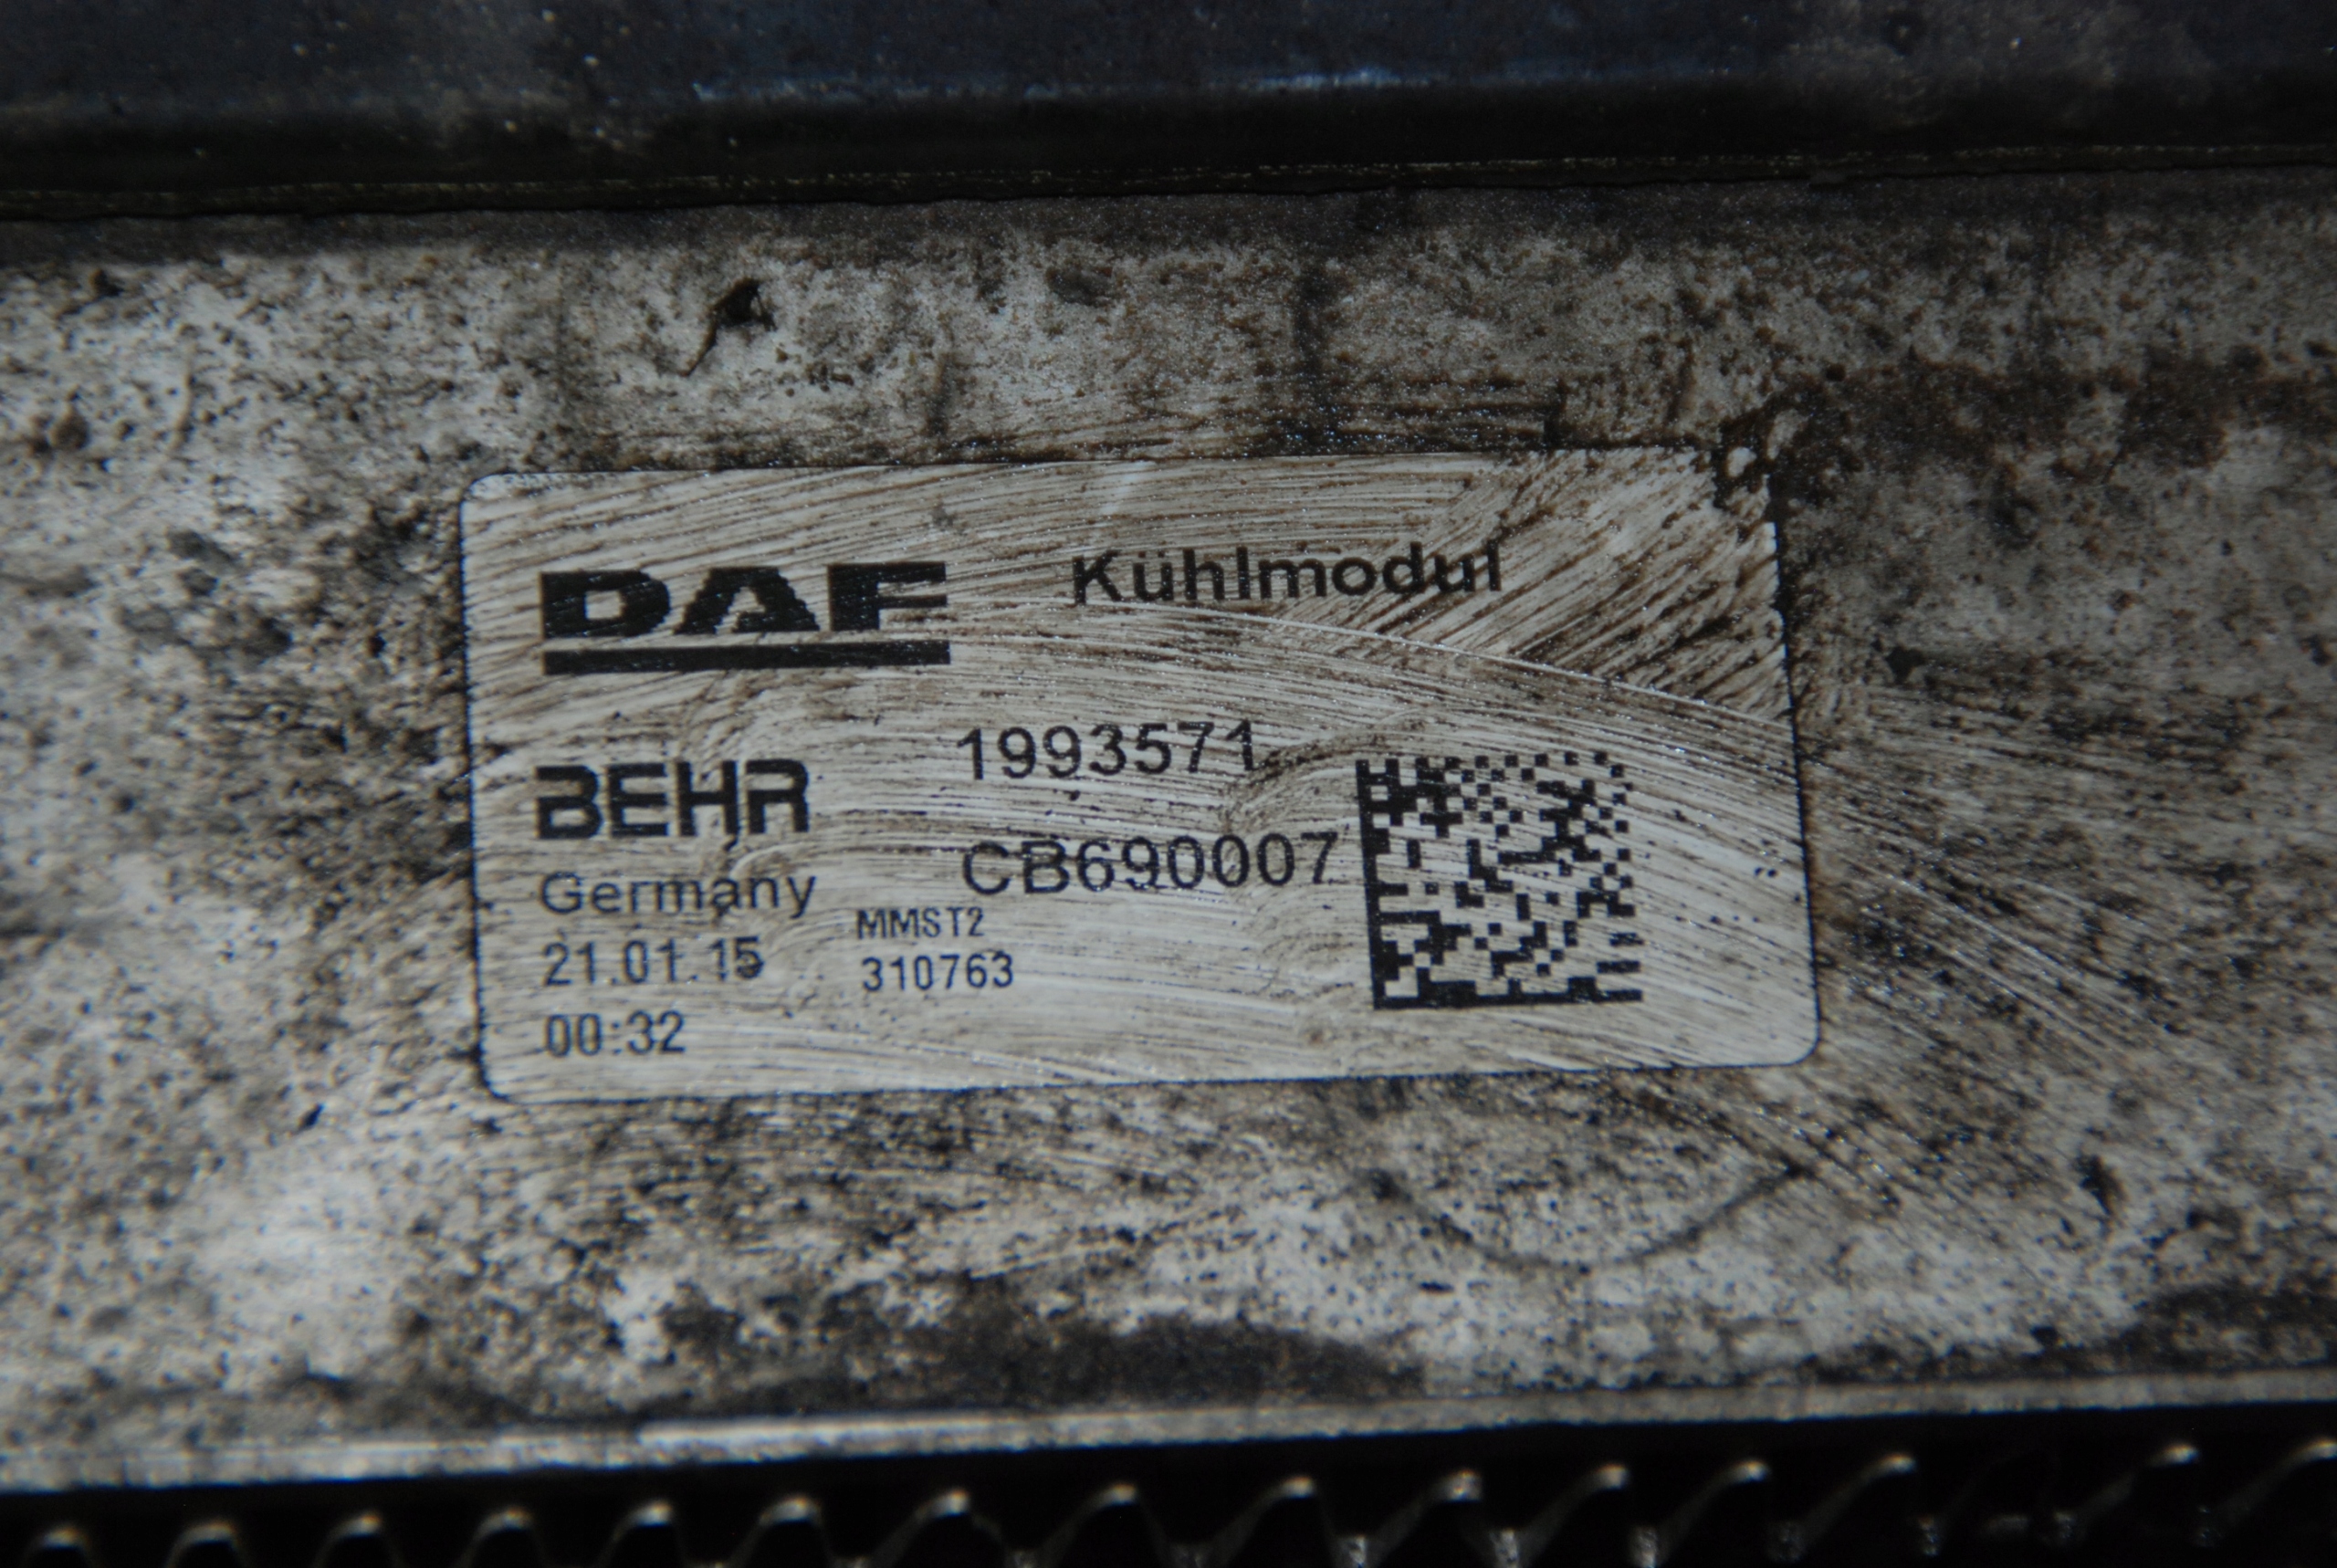 DAF Kühlmodul
1993571
BEHR
CB690007
Germany
MMST2
21.01.15
310763
00:32